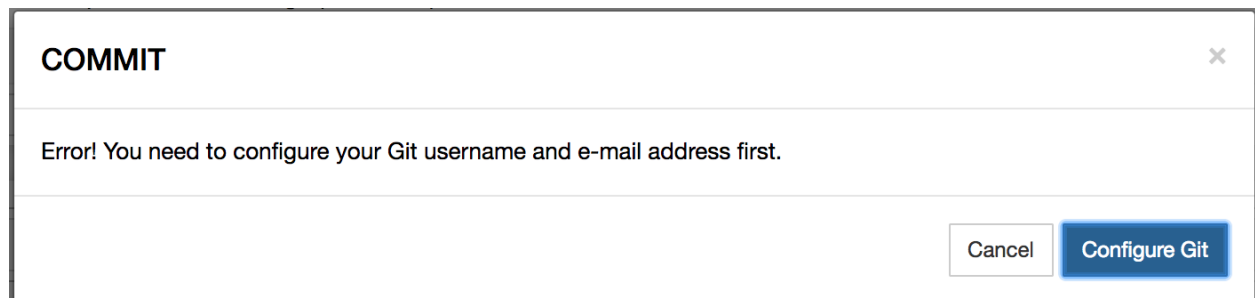 COMMIT
×
Error! You need to configure your Git username and e-mail address first.
Cancel
Configure Git